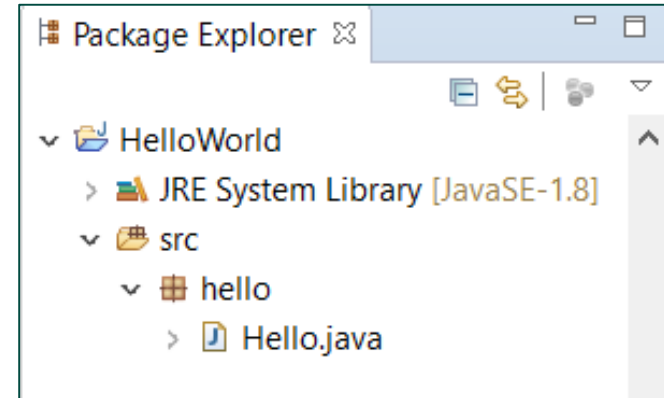 Package Explorer
HelloWorld
JRE System Library [JavaSE-1.8]
src
hello
Hello.java